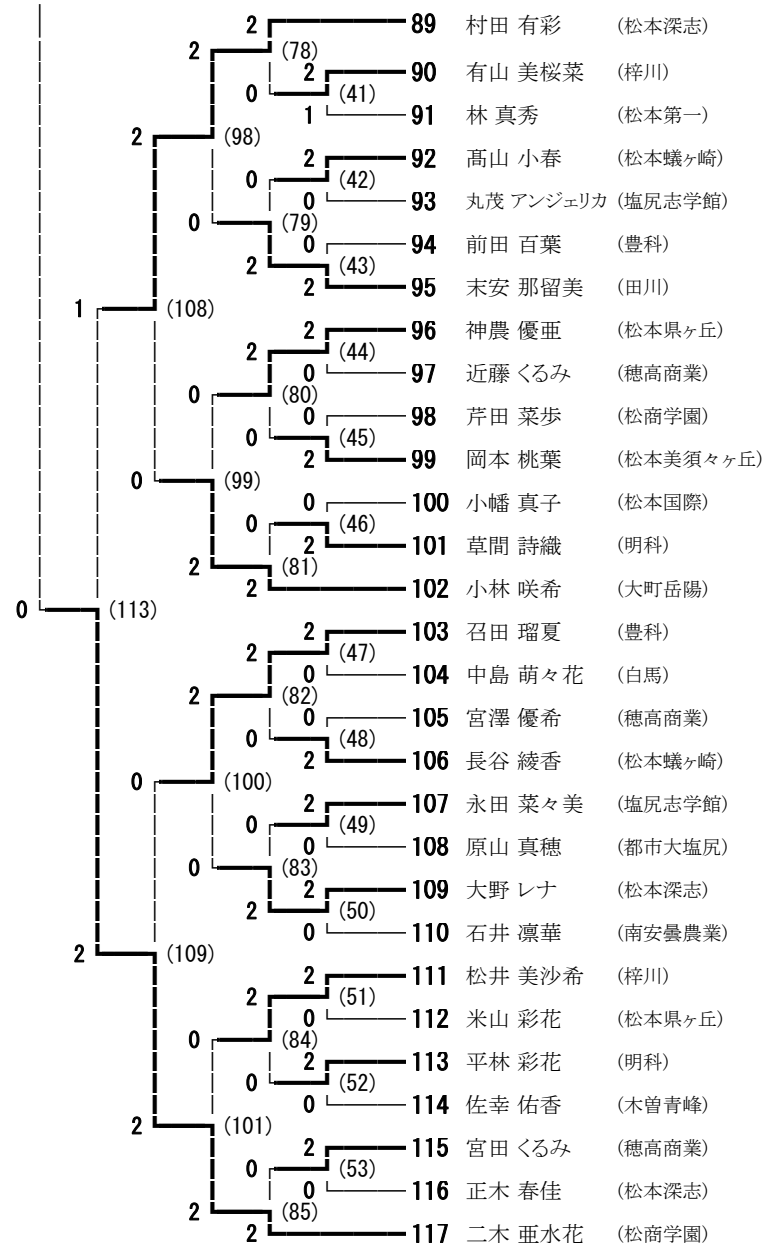 2 89 村田 有彩 (松本深志)
2 (78)
2 90 有山 美桜菜 (梓川)
0 (41)
1 91 林 真秀 (松本第一)
2 (98)
2 92 髙山 小春 (松本蟻ヶ崎)
0 (42)
0 93 丸茂 アンジェリカ (塩尻志学館)
0 (79)
0 94 前田 百葉 (豊科)
2 (43)
2 95 末安 那留美 (田川)
1 (108)
2 96 神農 優亜 (松本県ヶ丘)
2 (44)
0 97 近藤 くるみ (穂高商業)
0 (80)
0 98 芹田 菜歩 (松商学園)
0 (45)
2 99 岡本 桃葉 (松本美須々ヶ丘)
0 (99)
0 100 小幡 真子 (松本国際)
0 (46)
2 101 草間 詩織 (明科)
2 (81)
2 102 小林 咲希 (大町岳陽)
0 (113)
2 103 召田 瑠夏 (豊科)
2 (47)
0 104 中島 萌々花 (白馬)
2 (82)
0 105 宮澤 優希 (穂高商業)
0 (48)
2 106 長谷 綾香 (松本蟻ヶ崎)
0 (100)
2 107 永田 菜々美 (塩尻志学館)
0 (49)
0 108 原山 真穂 (都市大塩尻)
0 (83)
2 109 大野 レナ (松本深志)
2 (50)
0 110 石井 凛華 (南安曇農業)
2 (109)
2 111 松井 美沙希 (梓川)
2 (51)
0 112 米山 彩花 (松本県ヶ丘)
0 (84)
2 113 平林 彩花 (明科)
0 (52)
0 114 佐幸 佑香 (木曽青峰)
2 (101)
2 115 宮田 くるみ (穂高商業)
0 (53)
0 116 正木 春佳 (松本深志)
2 (85)
2 117 二木 亜水花 (松商学園)